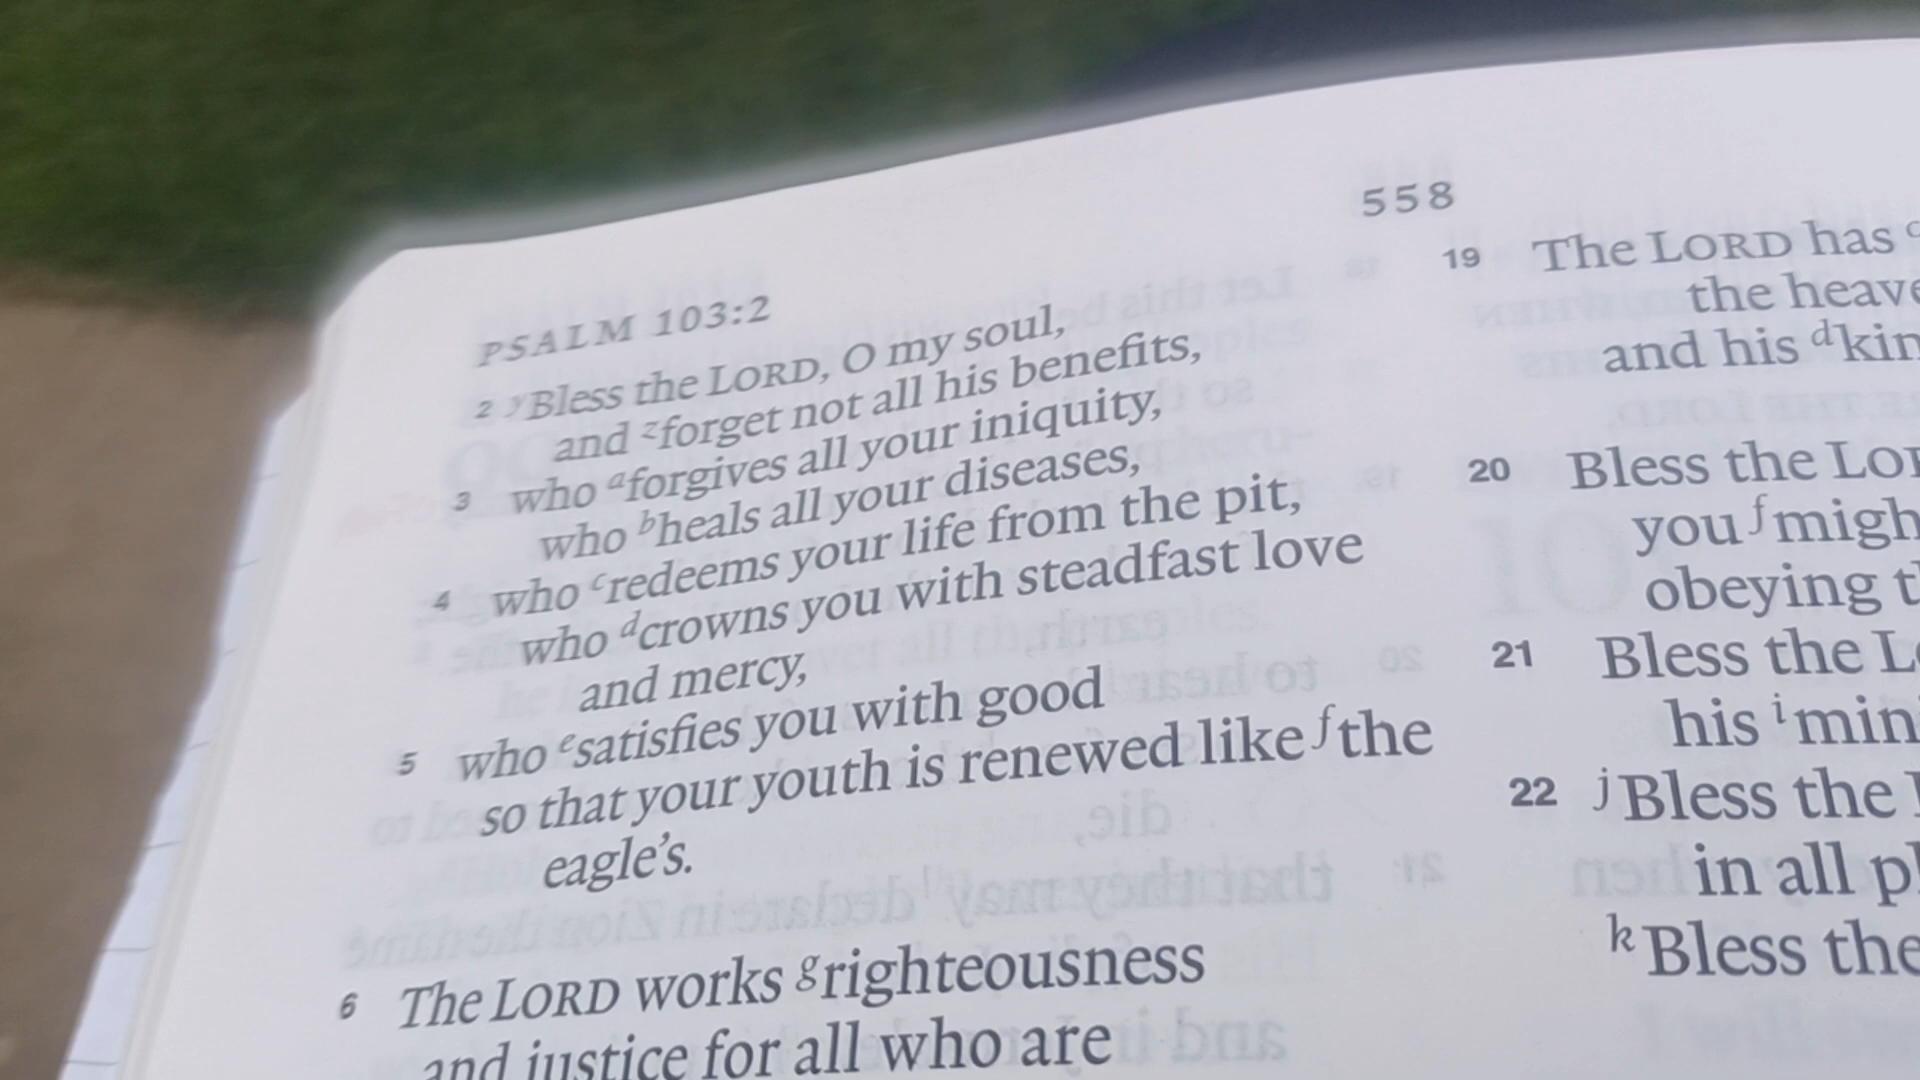 PSALM 103:2
558
2 yBless the LORD, O my soul,
and zforget not all his benefits,
3 who aforgives all your iniquity,
who bheals all your diseases,
4 who credeems your life from the pit,
who dcrowns you with steadfast love
and mercy,
5 who esatisfies you with good
so that your youth is renewed like fthe
eagle’s.
6 The LORD works grighteousness
and justice for all who are
19 The LORD has
the heave
and his dkin
20 Bless the LOR
you fmigh
obeying t
21 Bless the L
his imin
22 jBless the
in all pl
kBless the